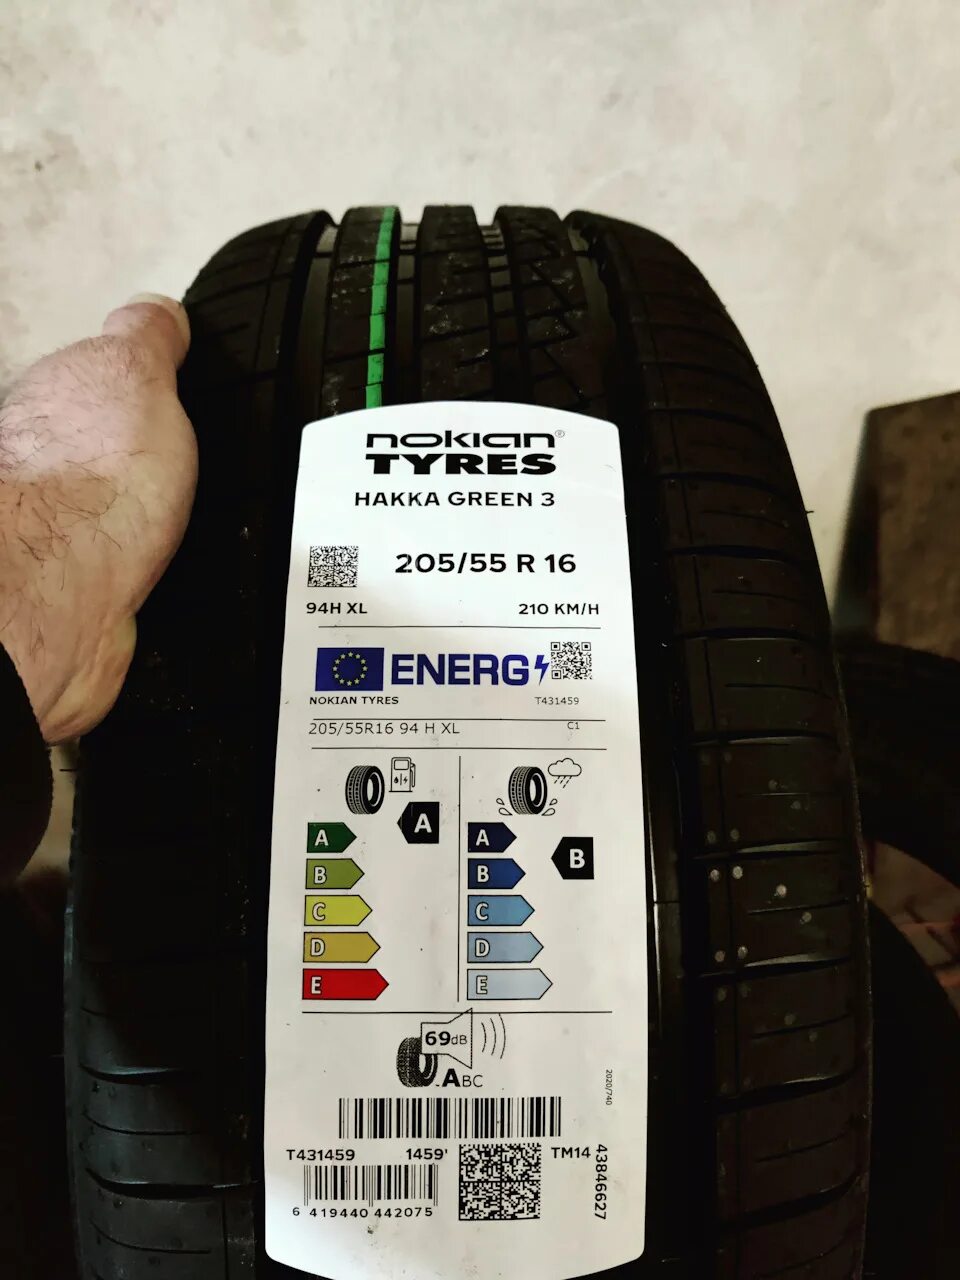 nokian®
TYRES
HAKKA GREEN 3
205/55 R 16
94H XL 210 KM/H
ENERG
NOKIAN TYRES T431459
205/55R16 94 H XL C1
A
A
B
C
D
E
B
A
B
C
D
E
69dB
ABC
2020/740
T431459 1459' TM14
43846627
6 419440 442075